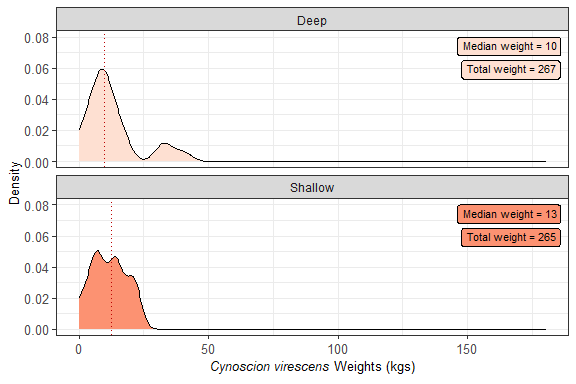 Deep
0.08
Median weight = 10
Total weight = 267
0.06
0.04
0.02
0.00
Density
Shallow
0.08
Median weight = 13
Total weight = 265
0.06
0.04
0.02
0.00
0 50 100 150
Cynoscion virescens Weights (kgs)